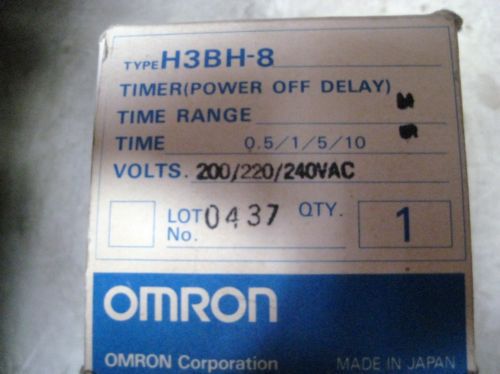 TYPE H3BH-8
TIMER(POWER OFF DELAY)
TIME RANGE
TIME 0.5/1/5/10
VOLTS. 200/220/240VAC
LOT No. 0437 QTY. 1
OMRON
OMRON Corporation MADE IN JAPAN